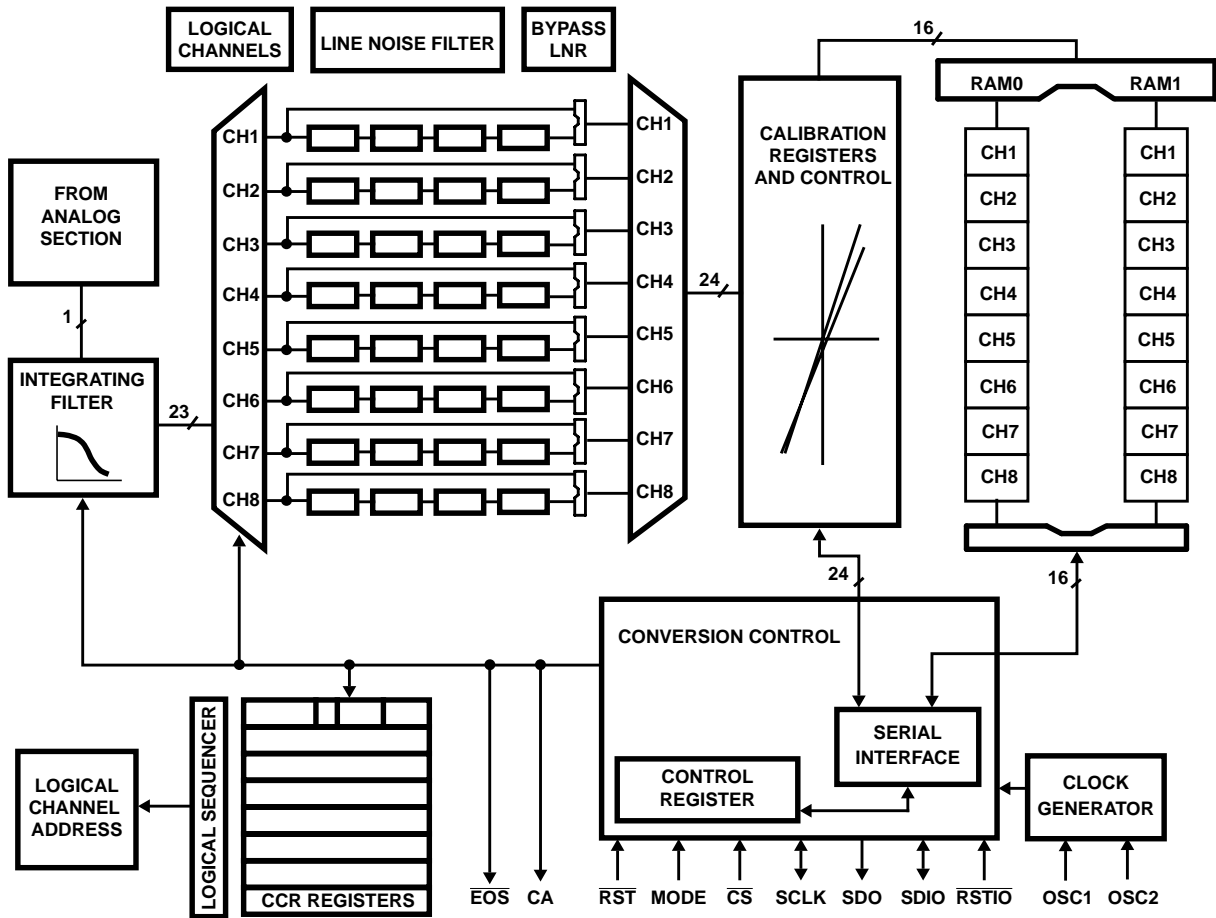 LOGICAL
CHANNELS
LINE NOISE FILTER
BYPASS
LNR
16
RAM0
RAM1
CH1
CH2
CH3
CH4
CH5
CH6
CH7
CH8
CH1
CH2
CH3
CH4
CH5
CH6
CH7
CH8
CALIBRATION
REGISTERS
AND CONTROL
CH1
CH2
CH3
CH4
CH5
CH6
CH7
CH8
CH1
CH2
CH3
CH4
CH5
CH6
CH7
CH8
FROM
ANALOG
SECTION
1
INTEGRATING
FILTER
23
24
24
16
CONVERSION CONTROL
SERIAL
INTERFACE
CONTROL
REGISTER
CLOCK
GENERATOR
LOGICAL
CHANNEL
ADDRESS
LOGICAL SEQUENCER
CCR REGISTERS
E̅O̅S̅
CA
R̅S̅T̅
MODE
C̅S̅
SCLK
SDO
SDIO
R̅S̅T̅I̅O̅
OSC1
OSC2